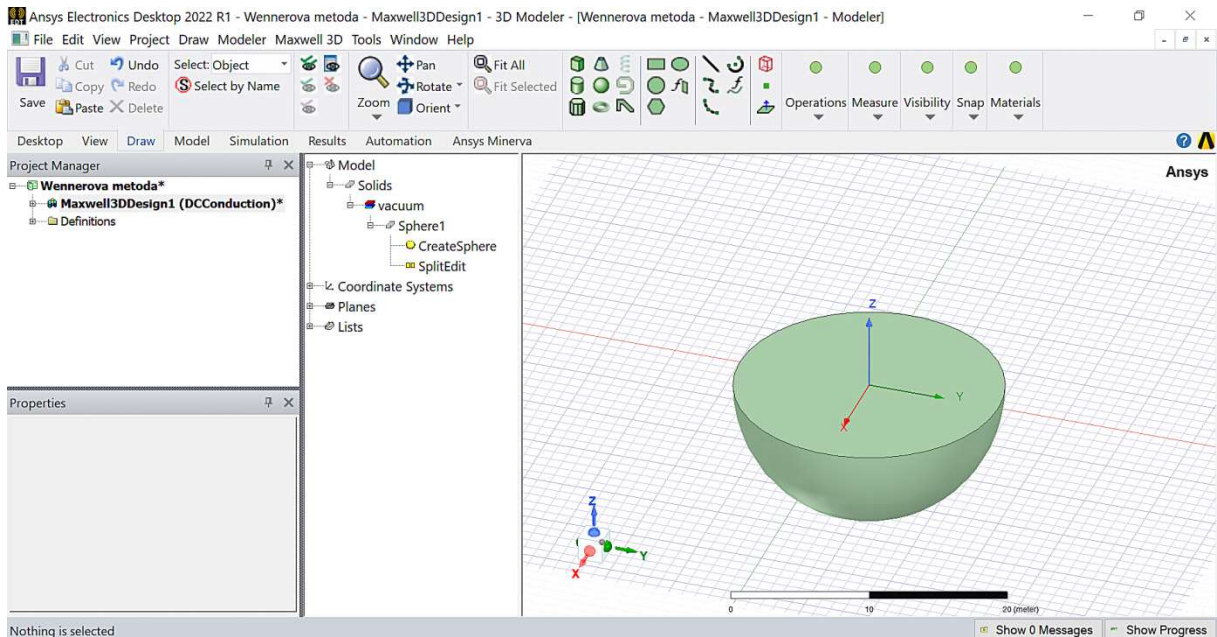 Ansys Electronics Desktop 2022 R1 - Wennerova metoda - Maxwell3DDesign1 - 3D Modeler - [Wennerova metoda - Maxwell3DDesign1 - Modeler]
File Edit View Project Draw Modeler Maxwell 3D Tools Window Help
Save
Cut
Copy
Paste
Undo
Redo
Delete
Select: Object
Select by Name
Zoom
Pan
Rotate
Orient
Fit All
Fit Selected
Operations Measure Visibility Snap Materials
Desktop View Draw Model Simulation Results Automation Ansys Minerva
Project Manager
Wennerova metoda*
Maxwell3DDesign1 (DCConduction)*
Definitions
Properties
Model
Solids
vacuum
Sphere1
CreateSphere
SplitEdit
Coordinate Systems
Planes
Lists
Ansys
Z
Y
X
Z
Y
X
0 10 20 (meter)
Nothing is selected
Show 0 Messages
Show Progress